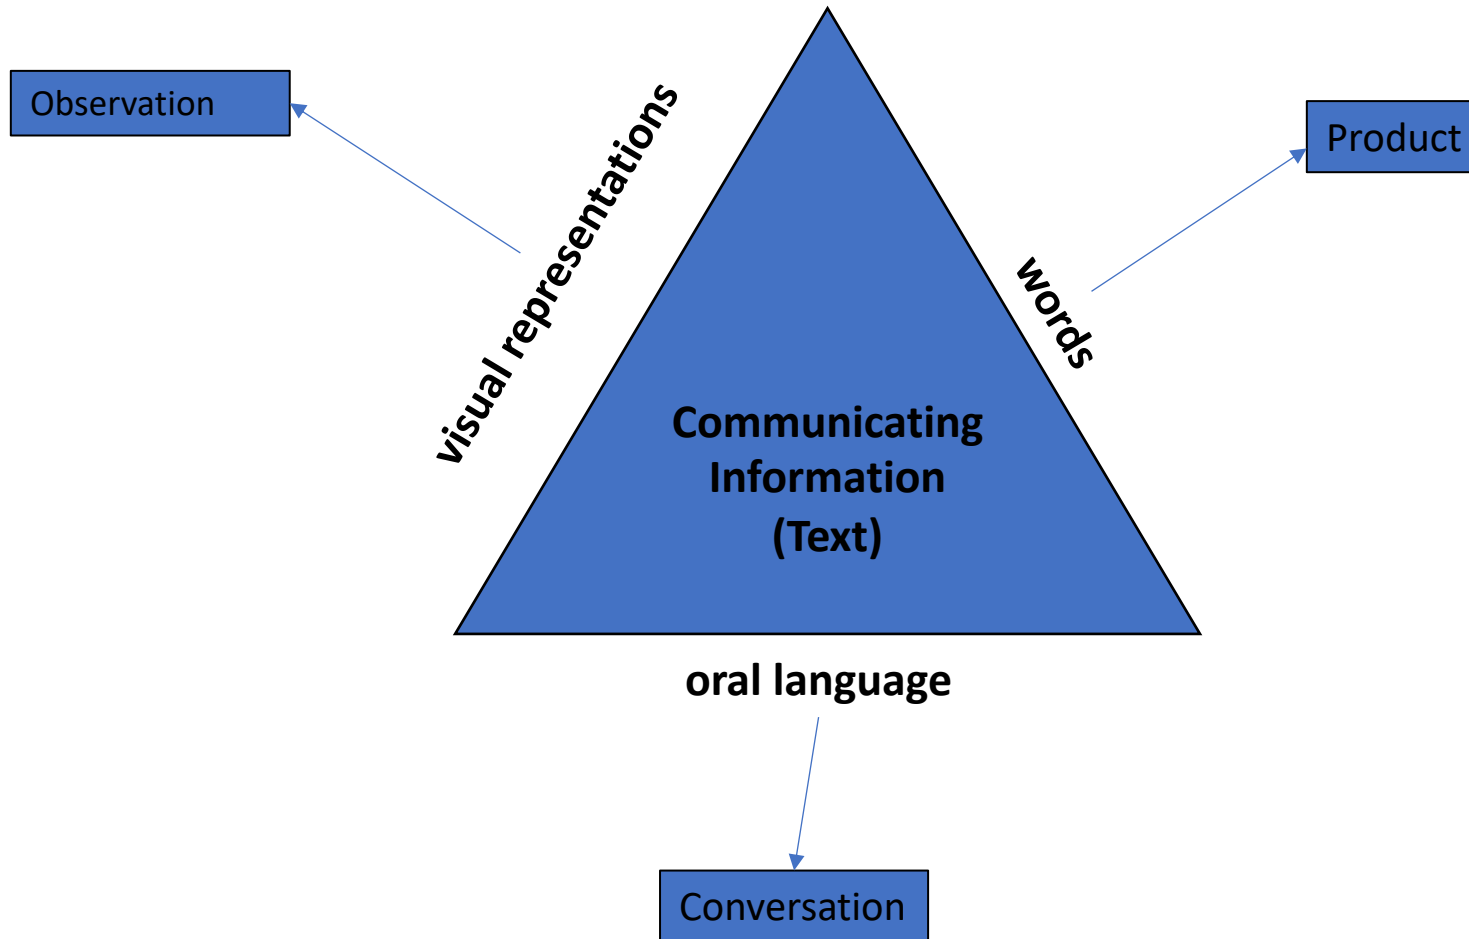 Observation
Product
visual representations
words
Communicating
Information
(Text)
oral language
Conversation